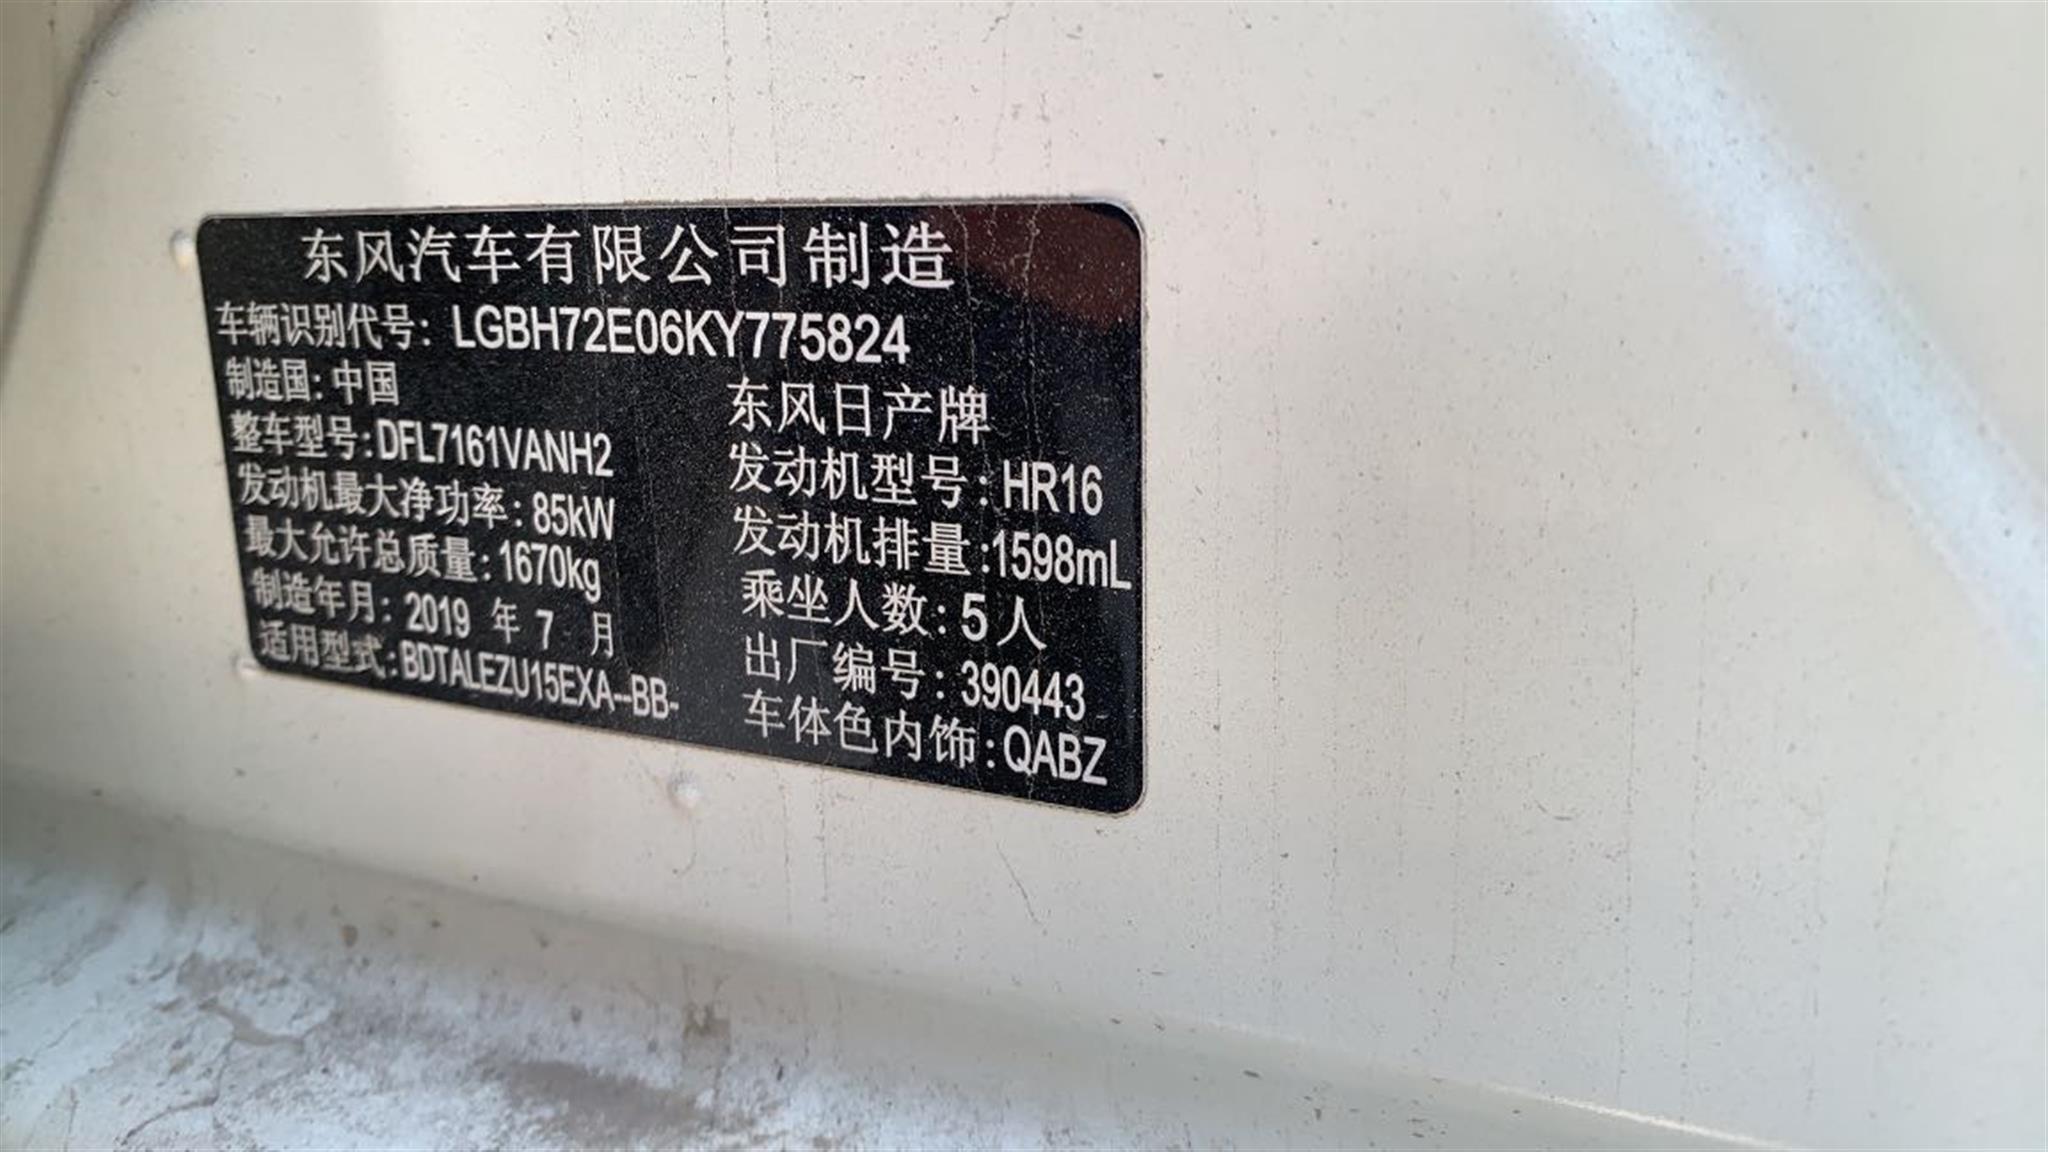 东风汽车有限公司制造
车辆识别代号: LGBH72E06KY775824
制造国: 中国
东风日产牌
整车型号: DFL7161VANH2
发动机型号: HR16
发动机最大净功率: 85kW
发动机排量: 1598mL
最大允许总质量: 1670kg
乘坐人数: 5人
制造年月: 2019 年 7 月
出厂编号: 390443
适用型式: BDTALEZU15EXA--BB-
车体色内饰: QABZ